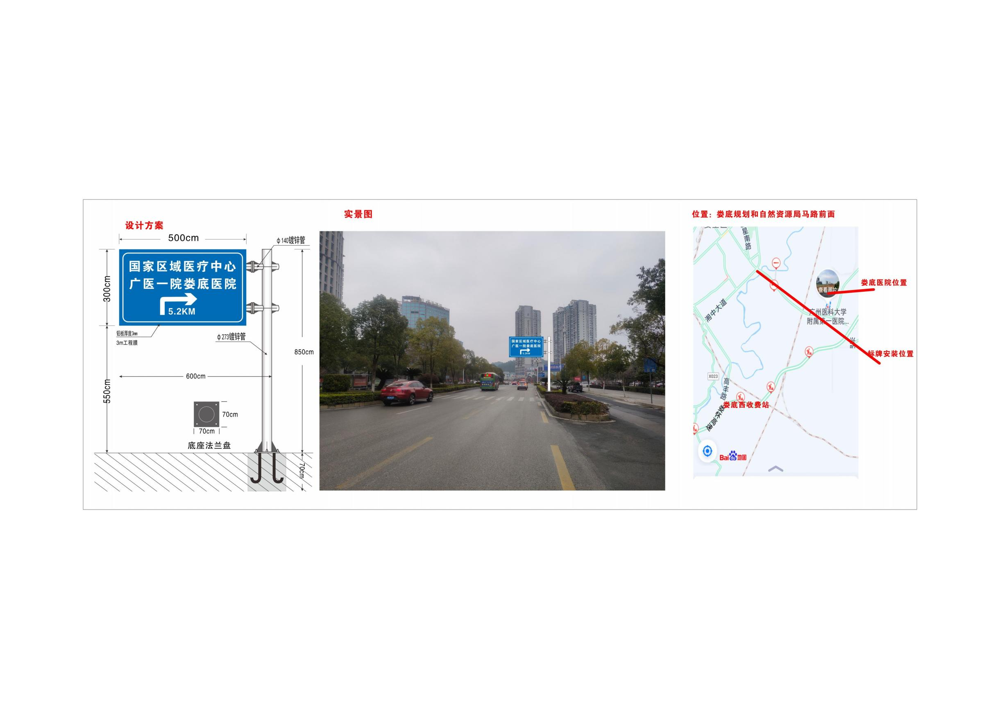 设计方案
500cm
φ140镀锌管
国家区域医疗中心
广医一院娄底医院
5.2KM
300cm
铝板厚度3mm
3m工程膜
φ273镀锌管
850cm
600cm
550cm
70cm
70cm
底座法兰盘
70cm
实景图
国家区域医疗中心
广医一院娄底医院
5.2KM
位置：娄底规划和自然资源局马路前面
星南路
查看图片
娄底医院位置
湘中大道
广州医科大学
附属第一医院...
标牌安装位置
X023
高丰路
娄底西收费站
高速
Bai du 地图